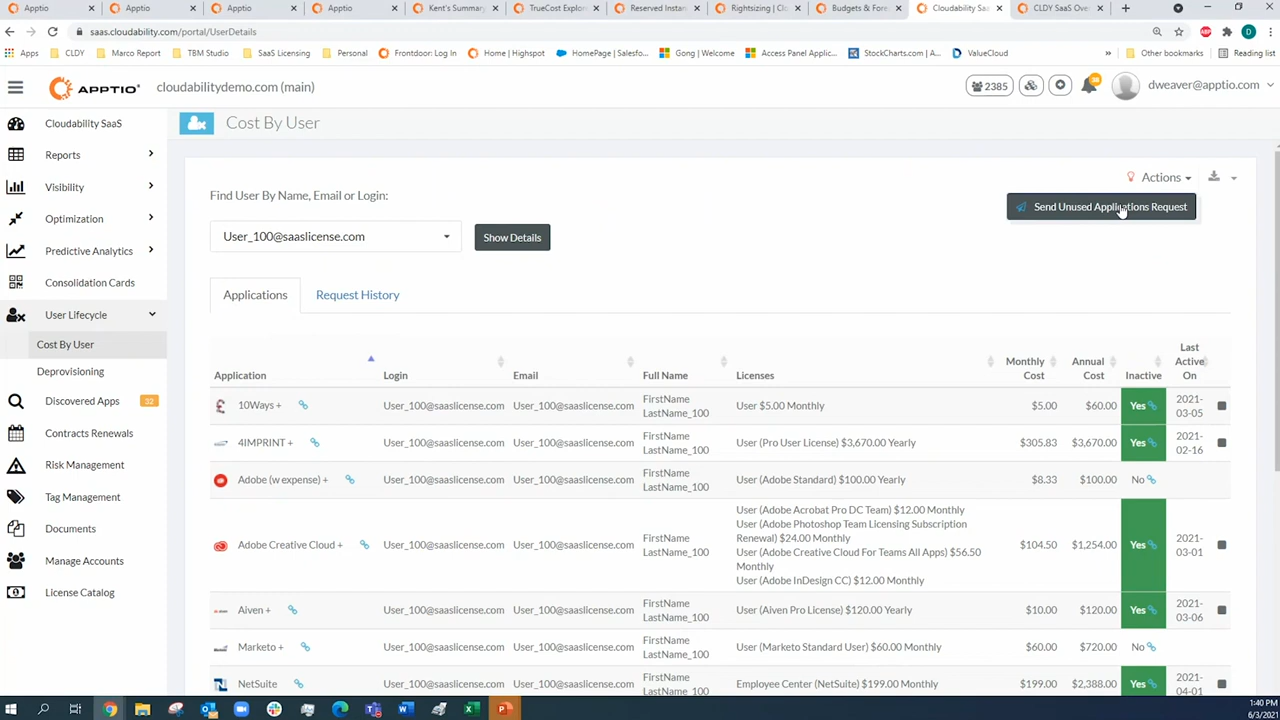 Apptio
Apptio
Apptio
Apptio
Kent's Summary
TrueCost Explor
Reserved Instan
Rightsizing | Clo
Budgets & Fore
Cloudability SaaS
CLDY SaaS Over
saas.cloudability.com/portal/UserDetails
Apps
CLDY
Marco Report
TBM Studio
SaaS Licensing
Personal
Frontdoor: Log In
Home | Highspot
HomePage | Salesfo...
Gong | Welcome
Access Panel Applic...
StockCharts.com | A...
ValueCloud
»
Other bookmarks
Reading list
APPTIO
cloudabilitydemo.com (main)
2385
dweaver@apptio.com
Cloudability SaaS
Reports
Visibility
Optimization
Predictive Analytics
Consolidation Cards
User Lifecycle
Cost By User
Deprovisioning
Discovered Apps
32
Contracts Renewals
Risk Management
Tag Management
Documents
Manage Accounts
License Catalog
Cost By User
Find User By Name, Email or Login:
Actions
Send Unused Applications Request
User_100@saaslicense.com
Show Details
Applications
Request History
Application
Login
Email
Full Name
Licenses
Monthly
Cost
Annual
Cost
Inactive
Last
Active
On
10Ways +
User_100@saaslicense.com
User_100@saaslicense.com
FirstName
LastName_100
User $5.00 Monthly
$5.00
$60.00
Yes
2021-
03-05
4IMPRINT +
User_100@saaslicense.com
User_100@saaslicense.com
FirstName
LastName_100
User (Pro User License) $3,670.00 Yearly
$305.83
$3,670.00
Yes
2021-
02-16
Adobe (w expense) +
User_100@saaslicense.com
User_100@saaslicense.com
FirstName
LastName_100
User (Adobe Standard) $100.00 Yearly
$8.33
$100.00
No
Adobe Creative Cloud +
User_100@saaslicense.com
User_100@saaslicense.com
FirstName
LastName_100
User (Adobe Acrobat Pro DC Team) $12.00 Monthly
User (Adobe Photoshop Team Licensing Subscription
Renewal) $24.00 Monthly
User (Adobe Creative Cloud For Teams All Apps) $56.50
Monthly
User (Adobe InDesign CC) $12.00 Monthly
$104.50
$1,254.00
Yes
2021-
03-01
Aiven +
User_100@saaslicense.com
User_100@saaslicense.com
FirstName
LastName_100
User (Aiven Pro License) $120.00 Yearly
$10.00
$120.00
Yes
2021-
03-06
Marketo +
User_100@saaslicense.com
User_100@saaslicense.com
FirstName
LastName_100
User (Marketo Standard User) $60.00 Monthly
$60.00
$720.00
No
NetSuite
User_100@saaslicense.com
User_100@saaslicense.com
FirstName
LastName_100
Employee Center (NetSuite) $199.00 Monthly
$199.00
$2,388.00
Yes
2021-
04-01
1:40 PM
6/3/2021